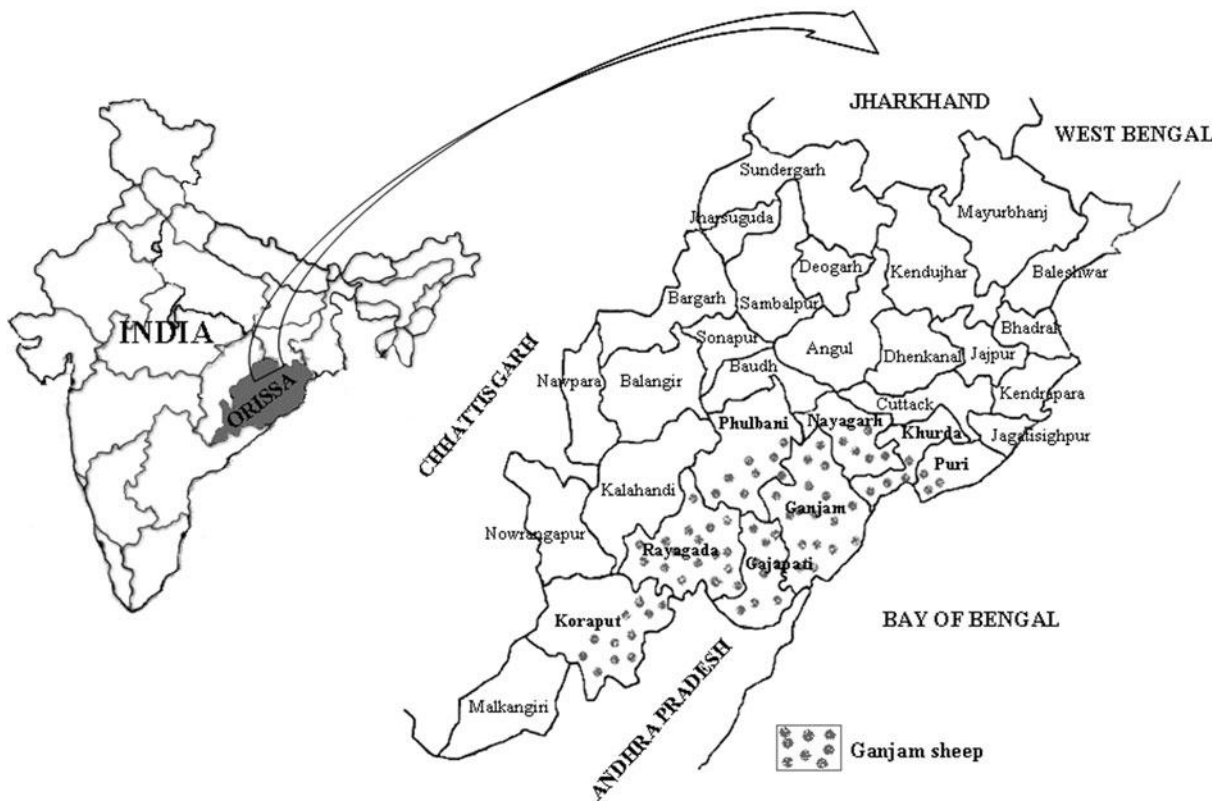 JHARKHAND
WEST BENGAL
Sundergarh
Jharsuguda
Mayurbhanj
Deogarh
Kendujhar
Baleshwar
Bargarh
Sambalpur
INDIA
Sonapur
Angul
Dhenkanal
Jajpur
Bhadrak
Nawpara
Balangir
Baudh
Kendrapara
ORISSA
CHHATTISGARH
Cuttack
Phulbani
Nayagarh
Khurda
Jagatisighpur
Puri
Kalahandi
Ganjam
Nowrangapur
Rayagada
Gajapati
Koraput
BAY OF BENGAL
Malkangiri
ANDHRA PRADESH
Ganjam sheep